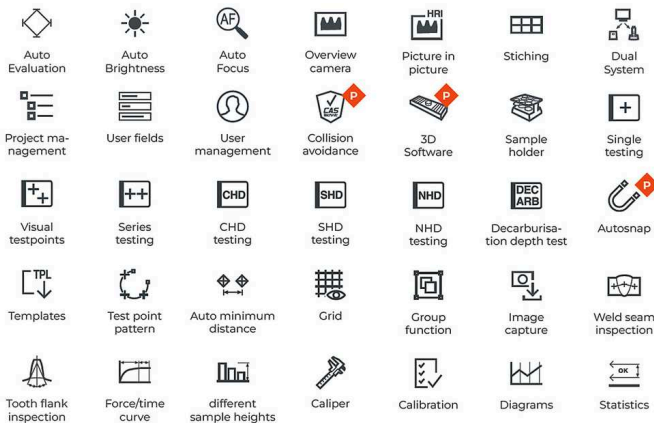 AF
HRI
Auto
Evaluation
Auto
Brightness
Auto
Focus
Overview
camera
Picture in
picture
Stiching
Dual
System
CAS
P
P
Project ma-
nagement
User fields
User
management
Collision
avoidance
3D
Software
Sample
holder
Single
testing
CHD
SHD
NHD
DEC
ARB
P
Visual
testpoints
Series
testing
CHD
testing
SHD
testing
NHD
testing
Decarburisa-
tion depth test
Autosnap
TPL
Templates
Test point
pattern
Auto minimum
distance
Grid
Group
function
Image
capture
Weld seam
inspection
OK
Tooth flank
inspection
Force/time
curve
different
sample heights
Caliper
Calibration
Diagrams
Statistics